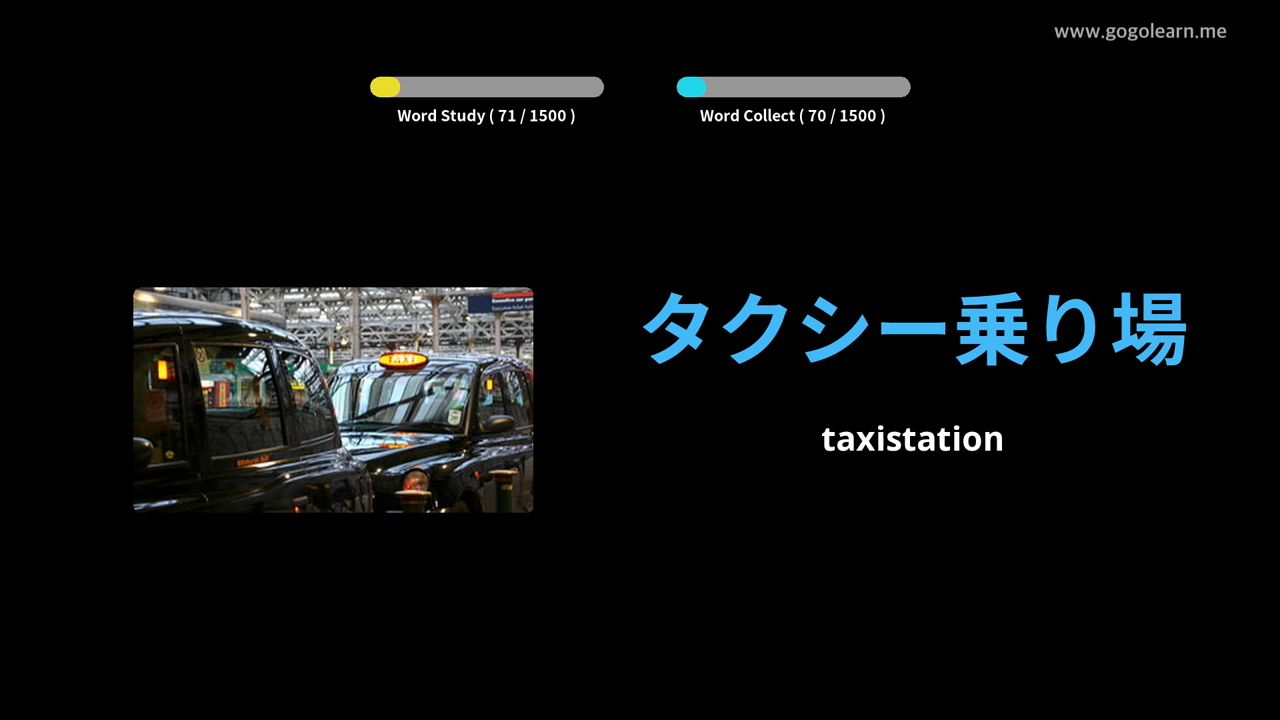 www.gogolearn.me
Word Study ( 71 / 1500 )
Word Collect ( 70 / 1500 )
タクシー乗り場
taxistation
TAXI